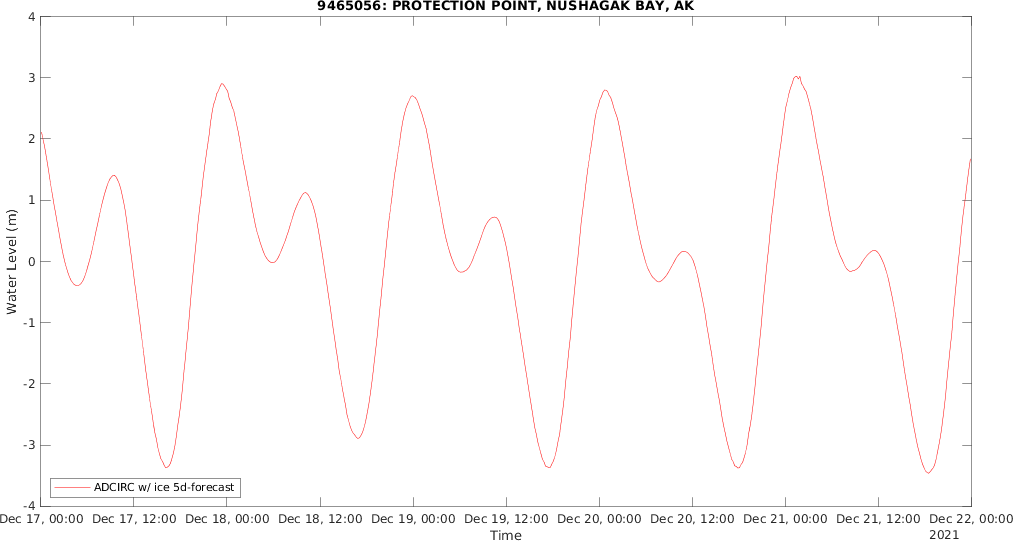 9465056: PROTECTION POINT, NUSHAGAK BAY, AK
4
3
2
1
0
-1
-2
-3
-4
Water Level (m)
ADCIRC w/ ice 5d-forecast
Dec 17, 00:00 Dec 17, 12:00 Dec 18, 00:00 Dec 18, 12:00 Dec 19, 00:00 Dec 19, 12:00 Dec 20, 00:00 Dec 20, 12:00 Dec 21, 00:00 Dec 21, 12:00 Dec 22, 00:00
Time
2021